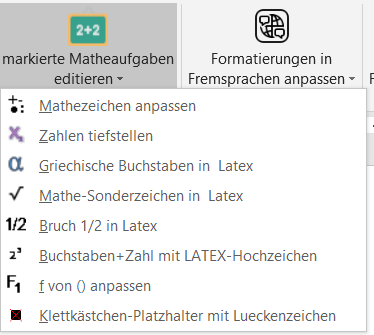 2+2
markierte Matheaufgaben
editieren
Formatierungen in
Fremsprachen anpassen
F
Mathezeichen anpassen
Zahlen tiefstellen
α Griechische Buchstaben in Latex
√ Mathe-Sonderzeichen in Latex
1/2 Bruch 1/2 in Latex
2³ Buchstaben+Zahl mit LATEX-Hochzeichen
F₁ f von () anpassen
Klettkästchen-Platzhalter mit Lueckenzeichen